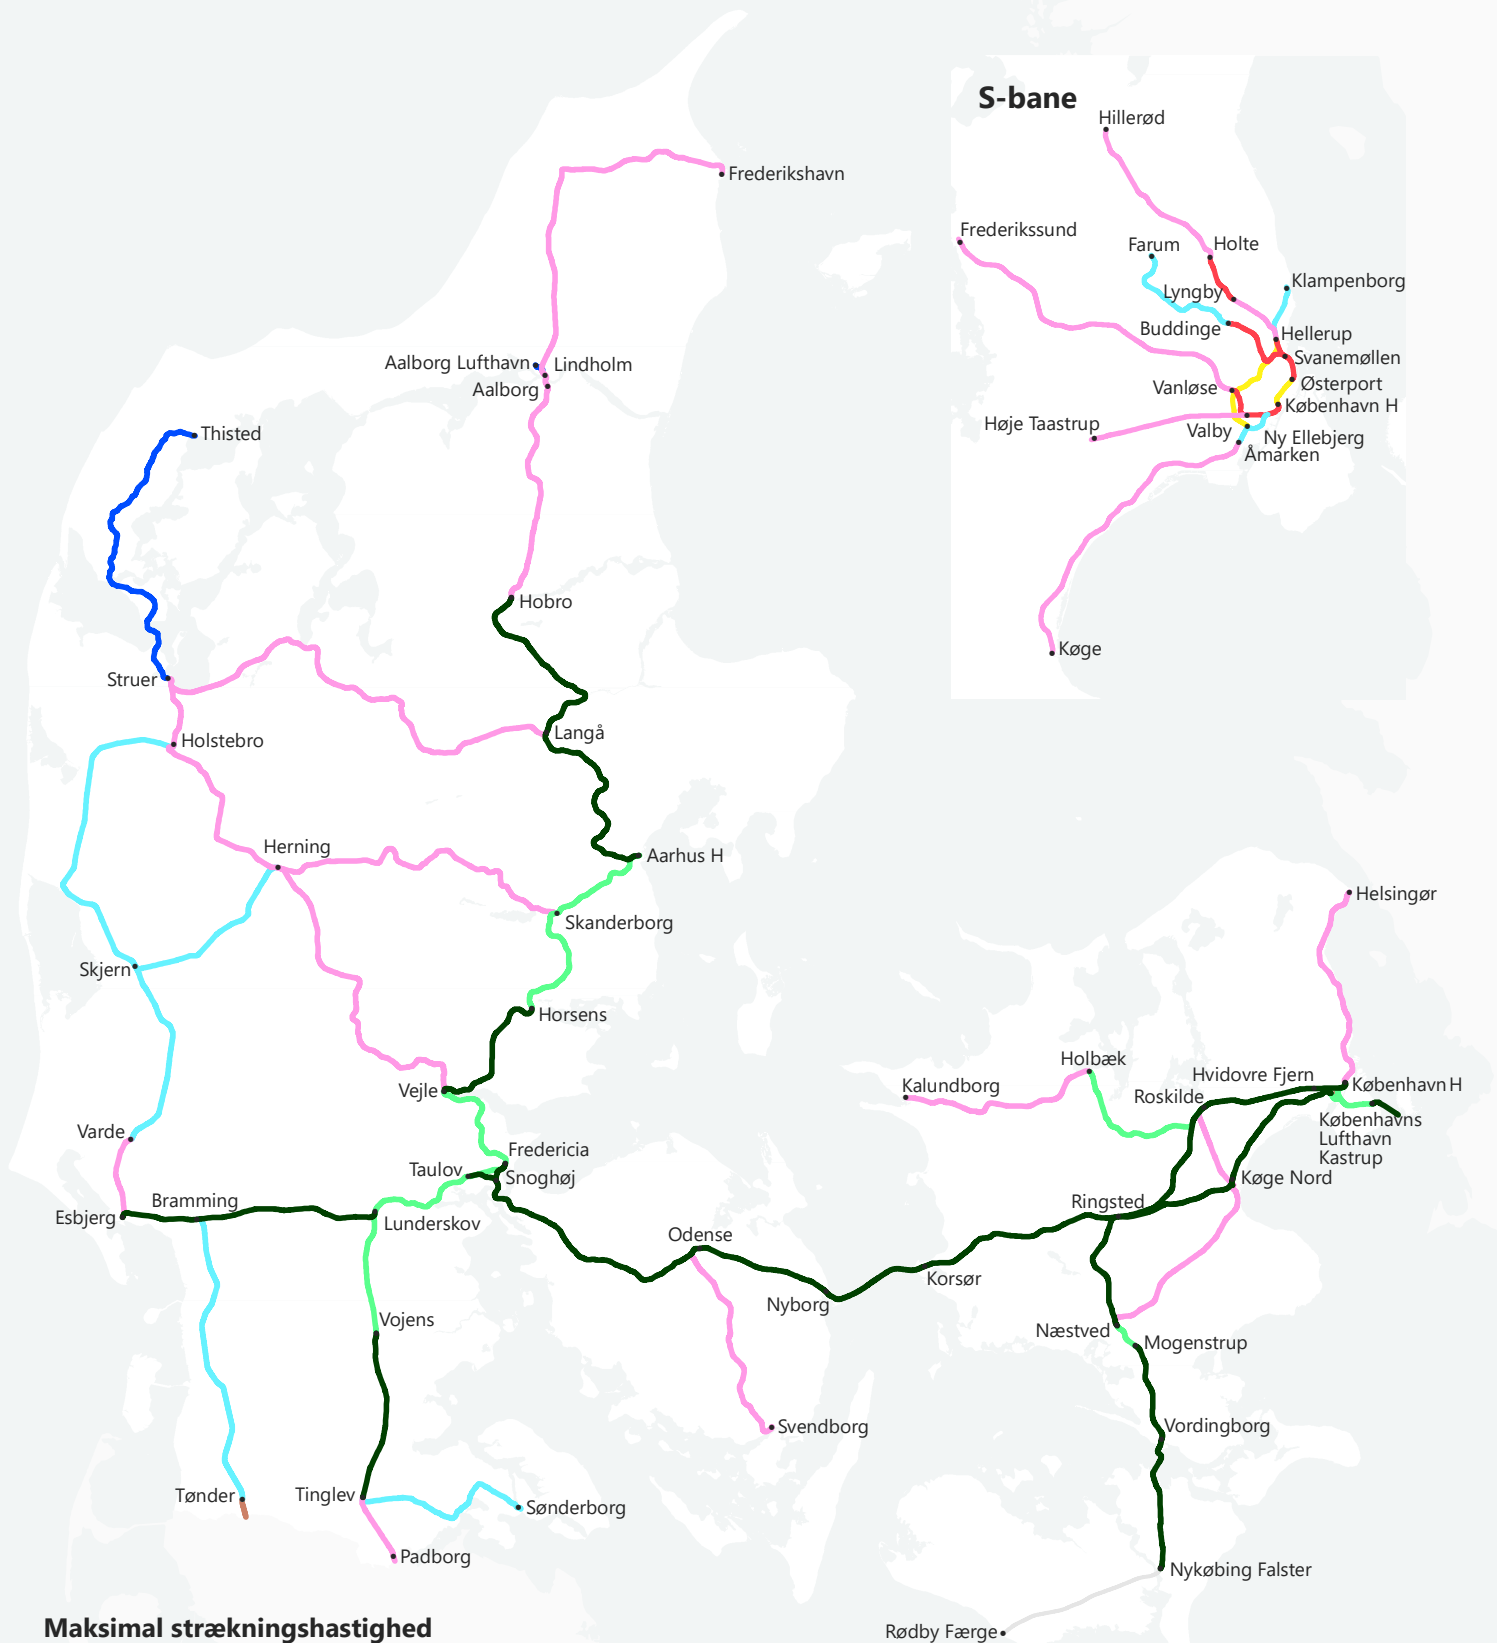 S-bane
Hillerød
Frederikshavn
Frederikssund
Farum
Holte
Klampenborg
Lyngby
Buddinge
Hellerup
Svanemøllen
Aalborg Lufthavn
Lindholm
Aalborg
Vanløse
Østerport
København H
Høje Taastrup
Valby
Ny Ellebjerg
Åmarken
Thisted
Hobro
Køge
Struer
Langå
Holstebro
Herning
Aarhus H
Helsingør
Skanderborg
Skjern
Horsens
Holbæk
Hvidovre Fjern
København H
Kalundborg
Roskilde
Vejle
Københavns
Lufthavn
Kastrup
Varde
Fredericia
Taulov
Snoghøj
Køge Nord
Bramming
Ringsted
Esbjerg
Lunderskov
Odense
Korsør
Nyborg
Vojens
Næstved
Mogenstrup
Svendborg
Vordingborg
Tønder
Tinglev
Sønderborg
Padborg
Nykøbing Falster
Maksimal strækningshastighed
Rødby Færge